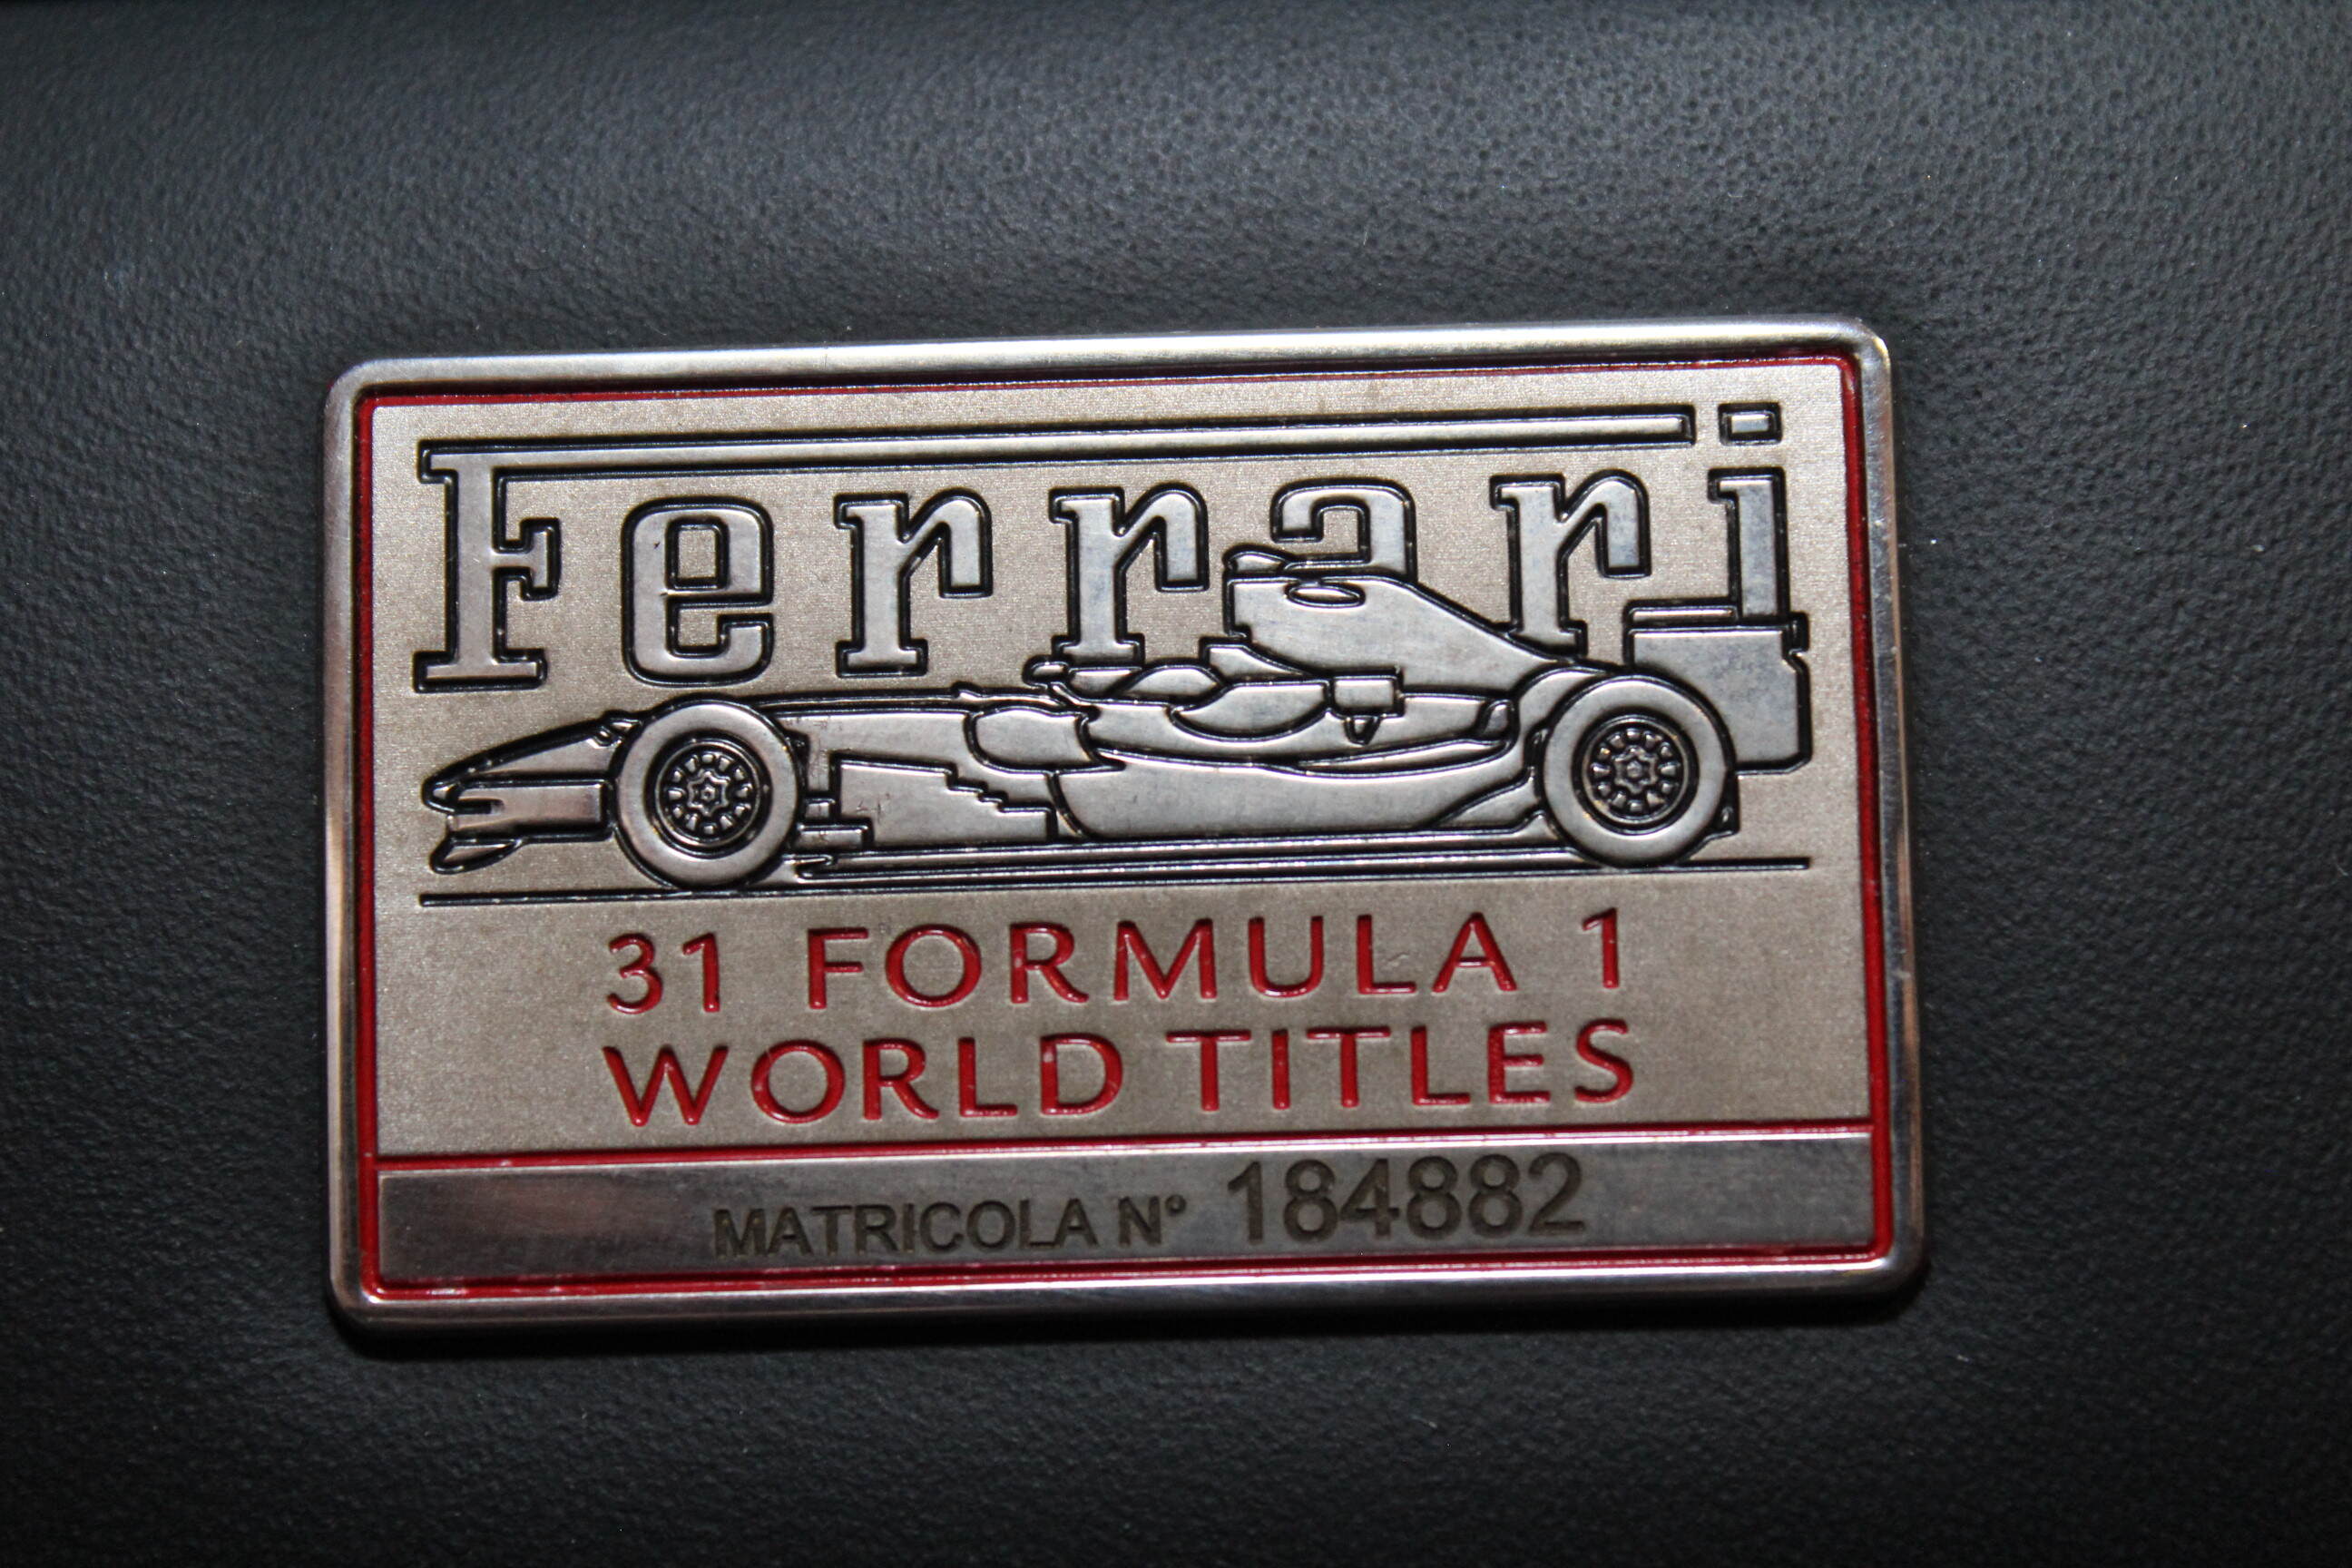 Ferrari
31 FORMULA 1
WORLD TITLES
MATRICOLA N° 184882